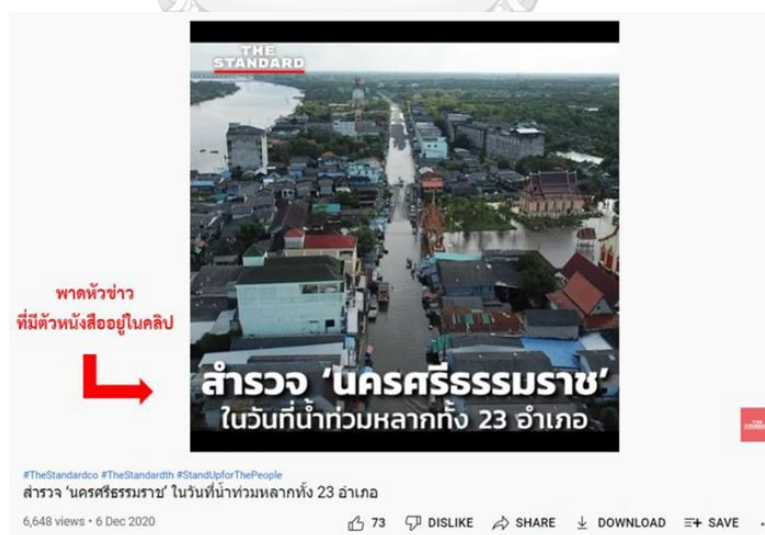 THE
STANDARD
พาดหัวข่าว
ที่มีตัวหนังสืออยู่ในคลิป
สำรวจ ‘นครศรีธรรมราช’
ในวันที่น้ำท่วมหลากทั้ง 23 อำเภอ
THE
STANDARD
#TheStandardco #TheStandardth #StandUpforThePeople
สำรวจ ‘นครศรีธรรมราช’ ในวันที่น้ำท่วมหลากทั้ง 23 อำเภอ
6,648 views • 6 Dec 2020
73 DISLIKE SHARE DOWNLOAD SAVE